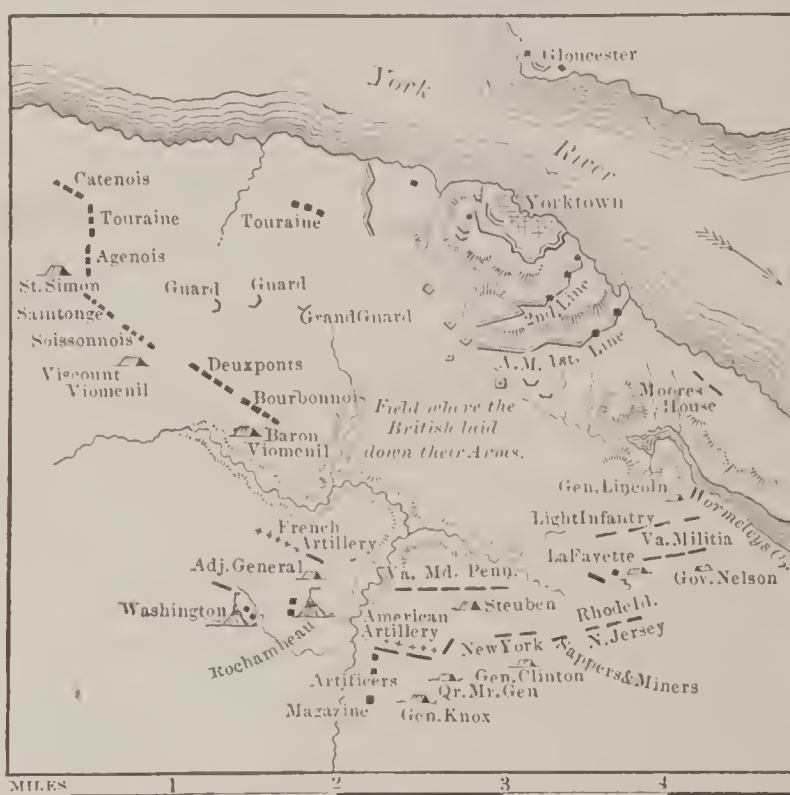 Gloucester
York
River
Yorktown
Catenois
Touraine
Touraine
Agenois
St. Simon
Guard
Guard
Grand Guard
2nd Line
A.M. 1st. Line
Saintonge
Soissonnois
Viscount
Viomenil
Deuxponts
Bourbonnois
Baron
Viomenil
Field where the
British laid
down their Arms.
Moores
House
Wormeleys Cr.
Gen. Lincoln
Light Infantry
Va. Militia
La Fayette
Gov. Nelson
French
Artillery
Adj. General
Washington
Rochambeau
Va. Md. Penn.
Steuben
American
Artillery
Rhode Id.
N. Jersey
New York
Sappers & Miners
Gen. Clinton
Artificers
Qr. Mr. Gen
Magazine
Gen. Knox
MILES 1 2 3 4